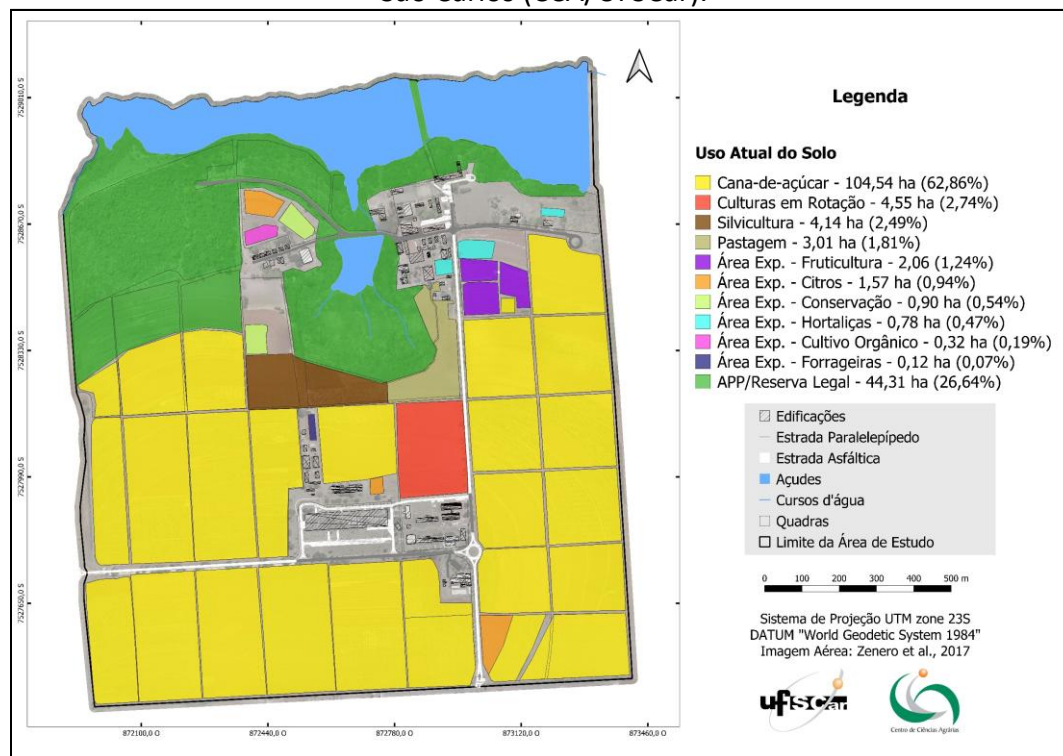 São Carlos (CCA/UFSCar).
Legenda
Uso Atual do Solo
Cana-de-açúcar - 104,54 ha (62,86%)
Culturas em Rotação - 4,55 ha (2,74%)
Silvicultura - 4,14 ha (2,49%)
Pastagem - 3,01 ha (1,81%)
Área Exp. - Fruticultura - 2,06 (1,24%)
Área Exp. - Citros - 1,57 ha (0,94%)
Área Exp. - Conservação - 0,90 ha (0,54%)
Área Exp. - Hortaliças - 0,78 ha (0,47%)
Área Exp. - Cultivo Orgânico - 0,32 ha (0,19%)
Área Exp. - Forrageiras - 0,12 ha (0,07%)
APP/Reserva Legal - 44,31 ha (26,64%)
Edificações
Estrada Paralelepípedo
Estrada Asfáltica
Açudes
Cursos d'água
Quadras
Limite da Área de Estudo
0 100 200 300 400 500 m
Sistema de Projeção UTM zone 23S
DATUM "World Geodetic System 1984"
Imagem Aérea: Zenero et al., 2017
ufscar
Centro de Ciências Agrárias
7529010,0 S
7528670,0 S
7528330,0 S
7527990,0 S
7527650,0 S
872100,0 O
872440,0 O
872780,0 O
873120,0 O
873460,0 O